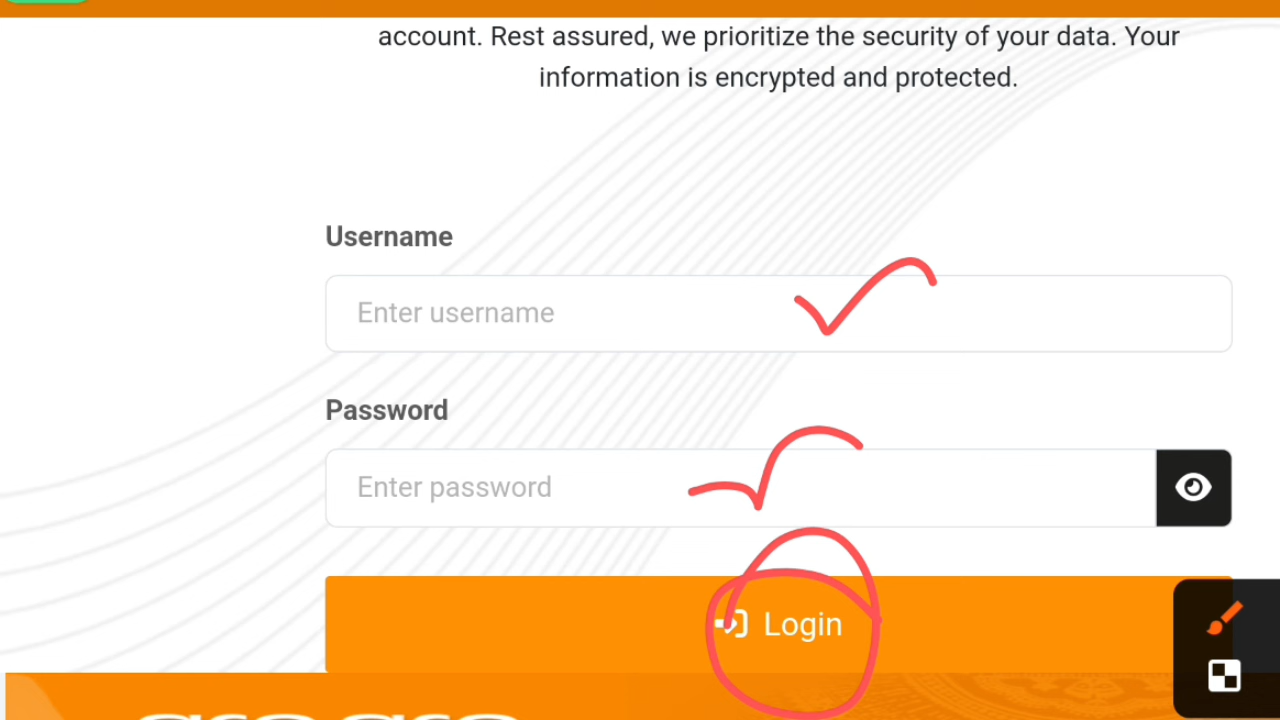 account. Rest assured, we prioritize the security of your data. Your
information is encrypted and protected.
Username
Enter username
Password
Enter password
Login